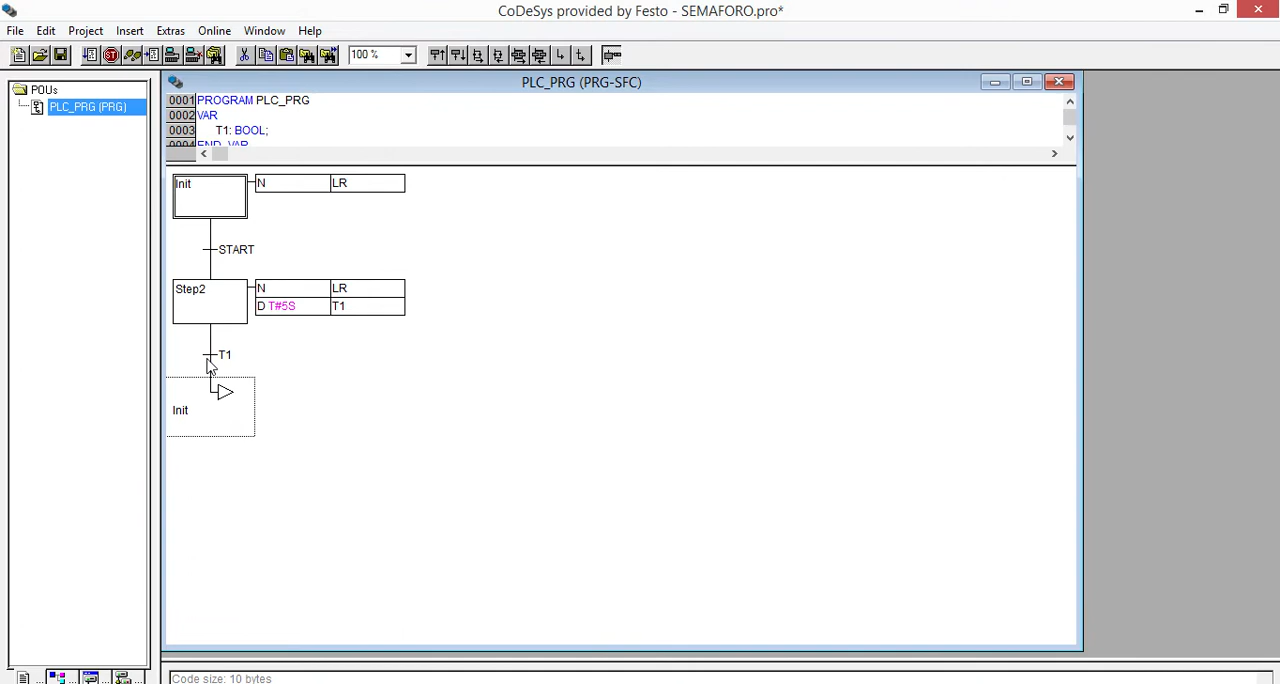 CoDeSys provided by Festo - SEMAFORO.pro*
File Edit Project Insert Extras Online Window Help
100 %
POUs
PLC_PRG (PRG)
PLC_PRG (PRG-SFC)
0001 PROGRAM PLC_PRG
0002 VAR
0003 T1: BOOL;
0004 END_VAR
Init N LR
START
Step2 N LR
D T#5S T1
T1
Init
Code size: 10 bytes